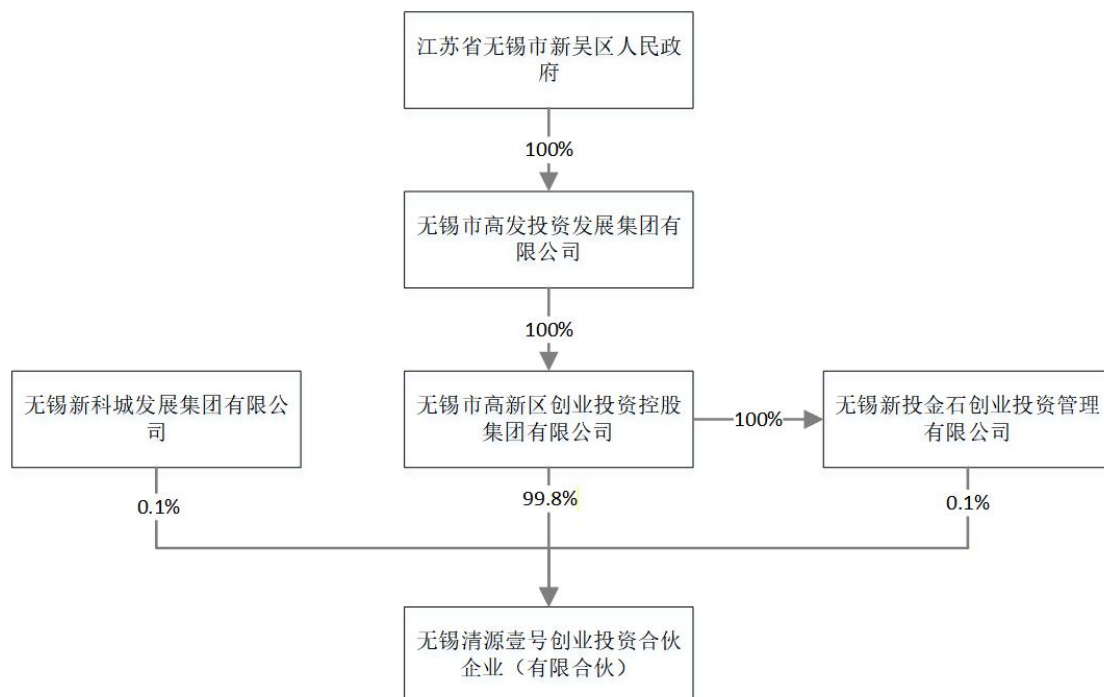 江苏省无锡市新吴区人民政
府
100%
无锡市高发投资发展集团有
限公司
100%
无锡新科城发展集团有限公
司
无锡市高新区创业投资控股
集团有限公司
100%
无锡新投金石创业投资管理
有限公司
0.1%
99.8%
0.1%
无锡清源壹号创业投资合伙
企业（有限合伙）